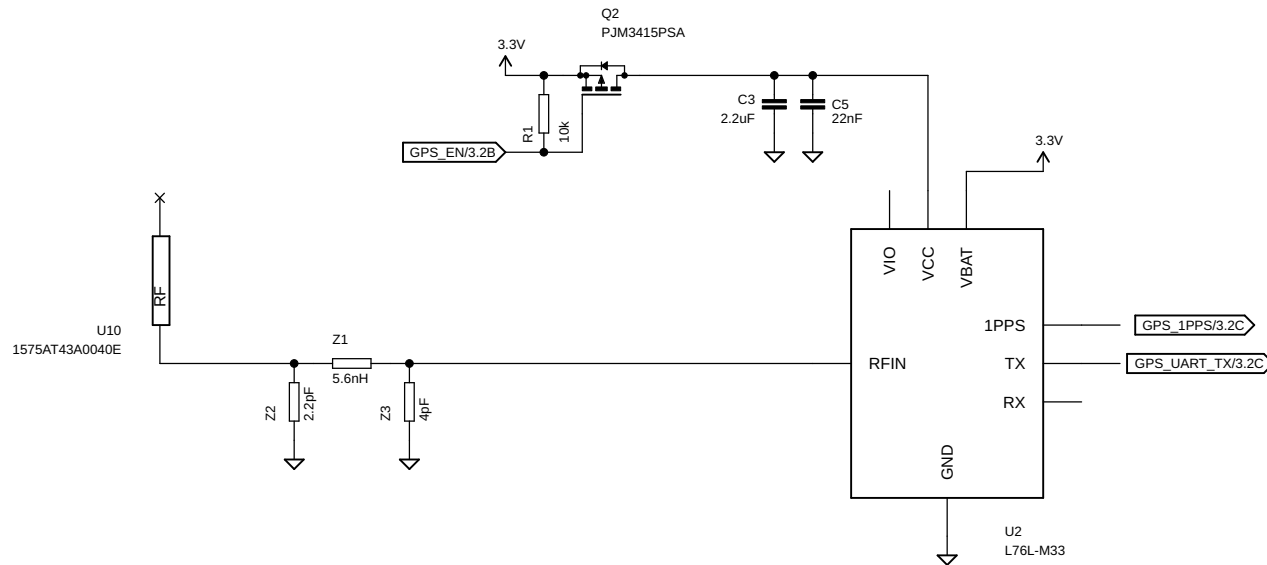 Q2
PJM3415PSA
3.3V
R1
10k
GPS_EN/3.2B
C3
2.2uF
C5
22nF
3.3V
RF
U10
1575AT43A0040E
Z1
5.6nH
Z2
2.2pF
Z3
4pF
VIO
VCC
VBAT
1PPS
GPS_1PPS/3.2C
RFIN
TX
GPS_UART_TX/3.2C
RX
GND
U2
L76L-M33